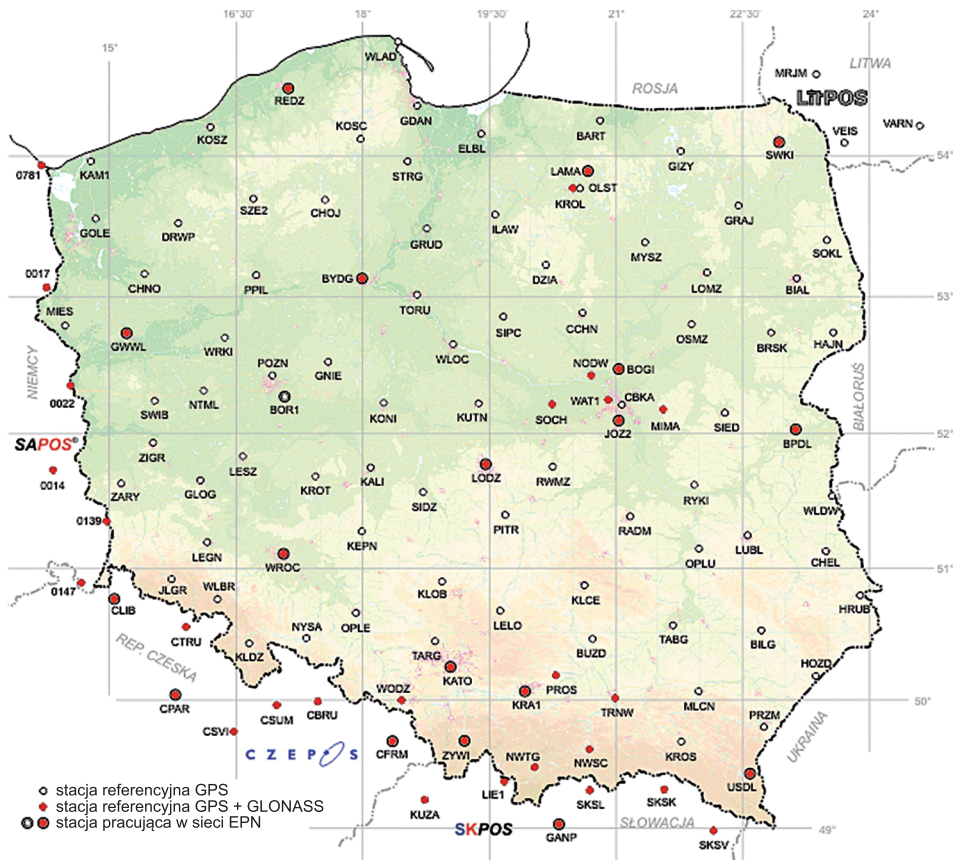 16°30' 18° 19°30' 21° 22°30' 24°
15°
WLAD
LITWA
MRJM
REDZ
ROSJA
LITPOS
GDAN
KOSC
VARN
KOSZ
BART
VEIS
ELBL
SWKI
54°
0781
KAM1
STRG
LAMA
GIZY
OLST
KROL
SZE2
CHOJ
GRAJ
GOLE
ILAW
DRWP
GRUD
MYSZ
SOKL
0017
CHNO
PPIL
BYDG
DZIA
LOMZ
BIAL
53°
MIES
TORU
SIPC
CCHN
GWWL
OSMZ
WRKI
BRSK
HAJN
WLOC
NIEMCY
POZN
GNIE
NODW
BOGI
BIAŁORUŚ
0022
NTML
BOR1
WAT1
CBKA
SWIB
KONI
KUTN
SOCH
MIMA
SIED
JOZ2
52°
SAPOS©
BPDL
ZIGR
LESZ
0014
ZARY
GLOG
KROT
KALI
LODZ
RWMZ
SIDZ
RYKI
WLDW
0139
PITR
RADM
KEPN
LEGN
LUBL
WROC
OPLU
CHEL
51°
0147
JLGR
WLBR
KLOB
KLCE
CLIB
HRUB
LELO
CTRU
NYSA
OPLE
TABG
REP. CZESKA
KLDZ
TARG
BUZD
BILG
HOZD
KATO
CPAR
WODZ
KRA1
PROS
50°
CSUM
CBRU
TRNW
MLCN
PRZM
CSVI
UKRAINA
CZEPOS
CFRM
ZYWI
NWTG
NWSC
KROS
USDL
stacja referencyjna GPS
LIE1
stacja referencyjna GPS + GLONASS
KUZA
SKSL
SKSK
stacja pracująca w sieci EPN
SKPOS
GANP
SŁOWACJA
49°
SKSV